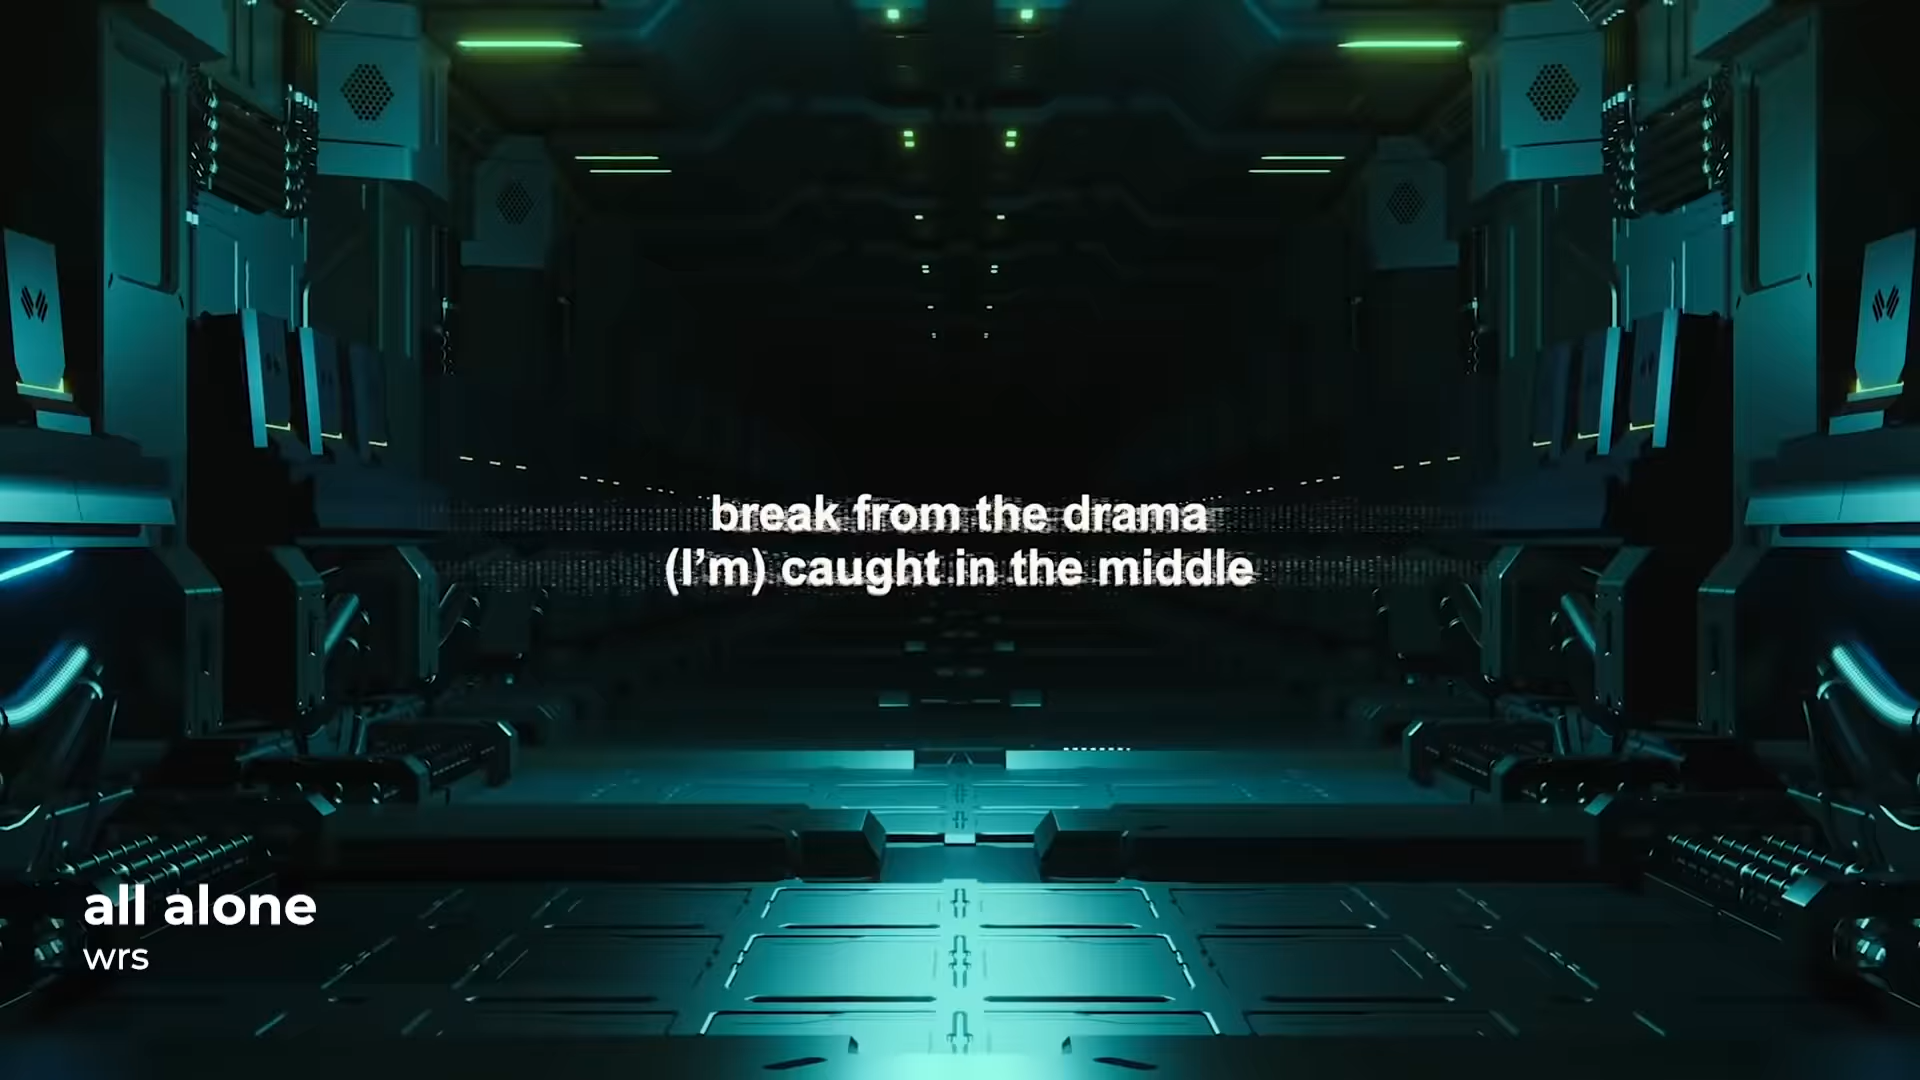 break from the drama
(I’m) caught in the middle
all alone
wrs